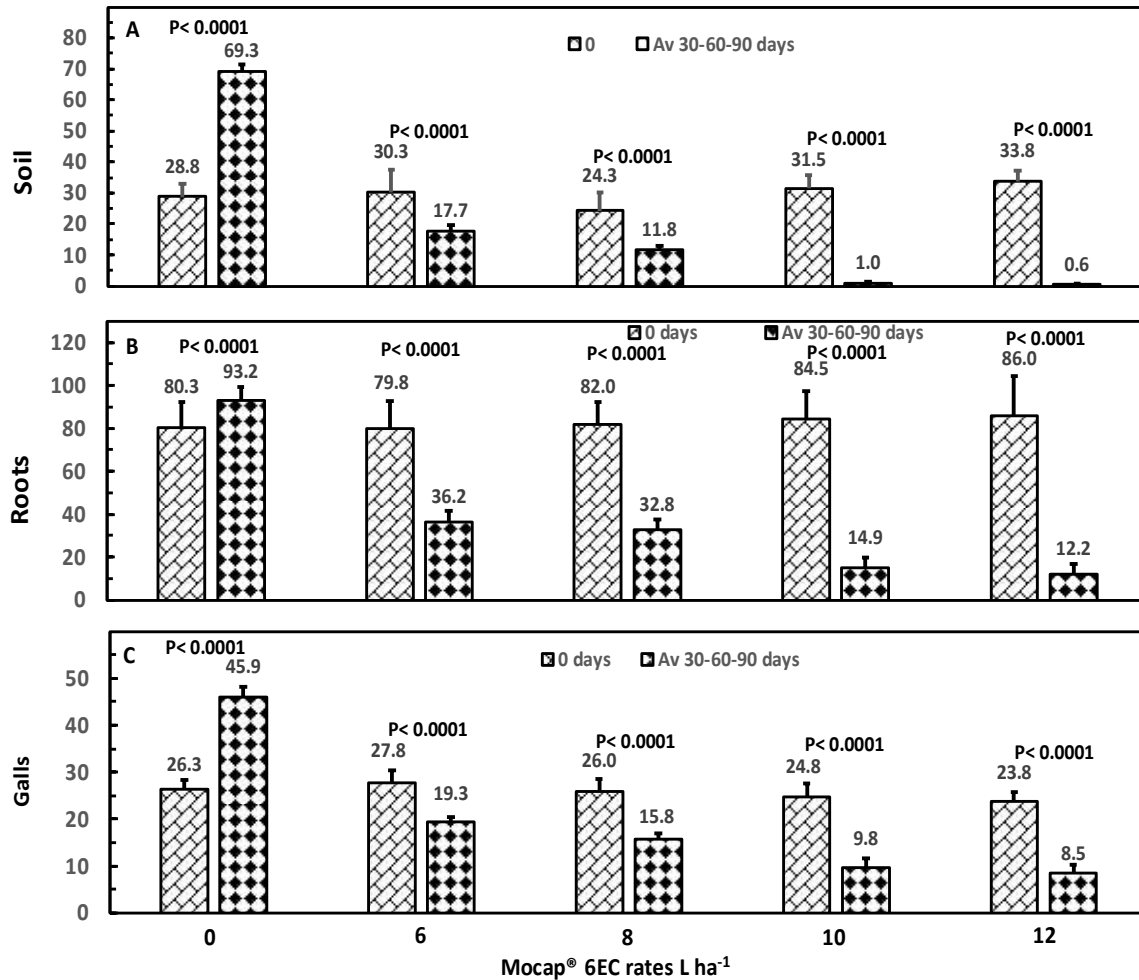 A
P< 0.0001
0 Av 30-60-90 days
80
70
60
50
40
30
20
10
0
Soil
28.8
69.3
P< 0.0001
30.3
17.7
P< 0.0001
24.3
11.8
P< 0.0001
31.5
1.0
P< 0.0001
33.8
0.6
B
0 days Av 30-60-90 days
120
100
80
60
40
20
0
Roots
P< 0.0001
80.3
93.2
P< 0.0001
79.8
36.2
P< 0.0001
82.0
32.8
P< 0.0001
84.5
14.9
P< 0.0001
86.0
12.2
C
0 days Av 30-60-90 days
50
40
30
20
10
0
Galls
P< 0.0001
26.3
45.9
P< 0.0001
27.8
19.3
P< 0.0001
26.0
15.8
P< 0.0001
24.8
9.8
P< 0.0001
23.8
8.5
0 6 8 10 12
Mocap® 6EC rates L ha⁻¹